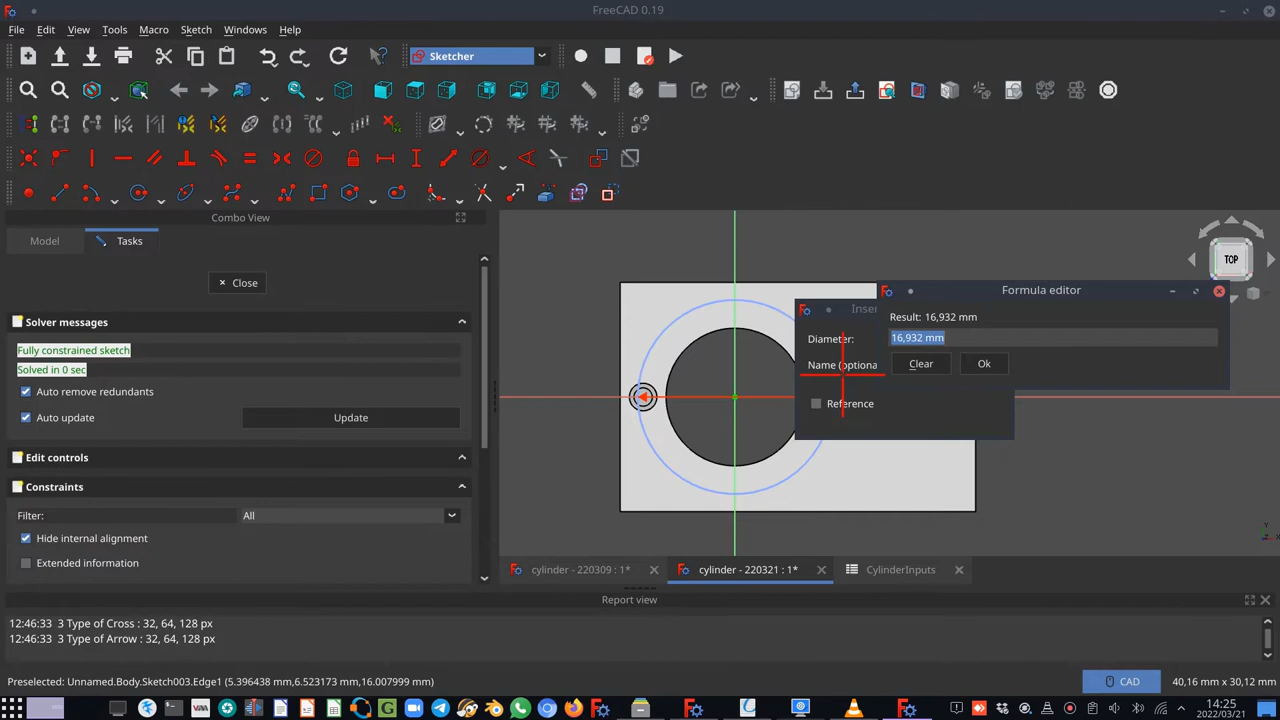 FreeCAD 0.19
File Edit View Tools Macro Sketch Windows Help
Sketcher
Combo View
Model Tasks
Close
Solver messages
Fully constrained sketch
Solved in 0 sec
Auto remove redundants
Auto update Update
Edit controls
Constraints
Filter: All
Hide internal alignment
Extended information
TOP
Formula editor
Result: 16,932 mm
16,932 mm
Clear Ok
Inser
Diameter:
Name (optiona
Reference
cylinder - 220309 : 1* cylinder - 220321 : 1* CylinderInputs
Report view
12:46:33 3 Type of Cross : 32, 64, 128 px
12:46:33 3 Type of Arrow : 32, 64, 128 px
Preselected: Unnamed.Body.Sketch003.Edge1 (5.396438 mm,6.523173 mm,16.007999 mm)
CAD 40,16 mm x 30,12 mm
14:25
2022/03/21